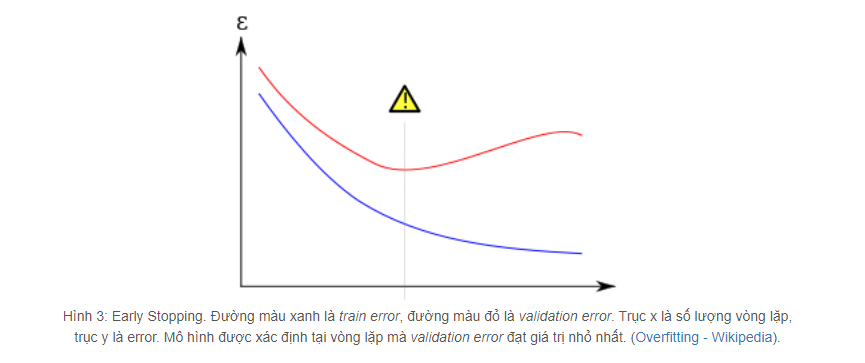 ε
!
Hình 3: Early Stopping. Đường màu xanh là train error, đường màu đỏ là validation error. Trục x là số lượng vòng lặp,
trục y là error. Mô hình được xác định tại vòng lặp mà validation error đạt giá trị nhỏ nhất. (Overfitting - Wikipedia).